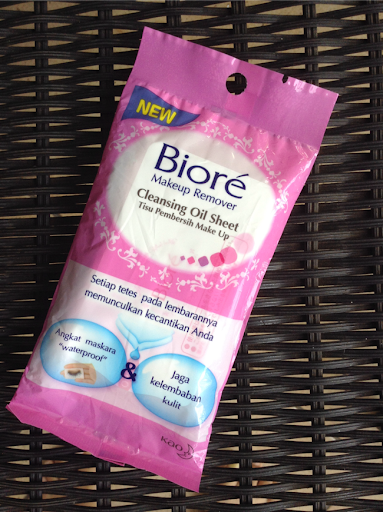 NEW
Bioré
Makeup Remover
Cleansing Oil Sheet
Tisu Pembersih Make Up
Setiap tetes pada lembarannya
memunculkan kecantikan Anda
Angkat maskara
"waterproof"
&
Jaga
kelembaban
kulit
Kao